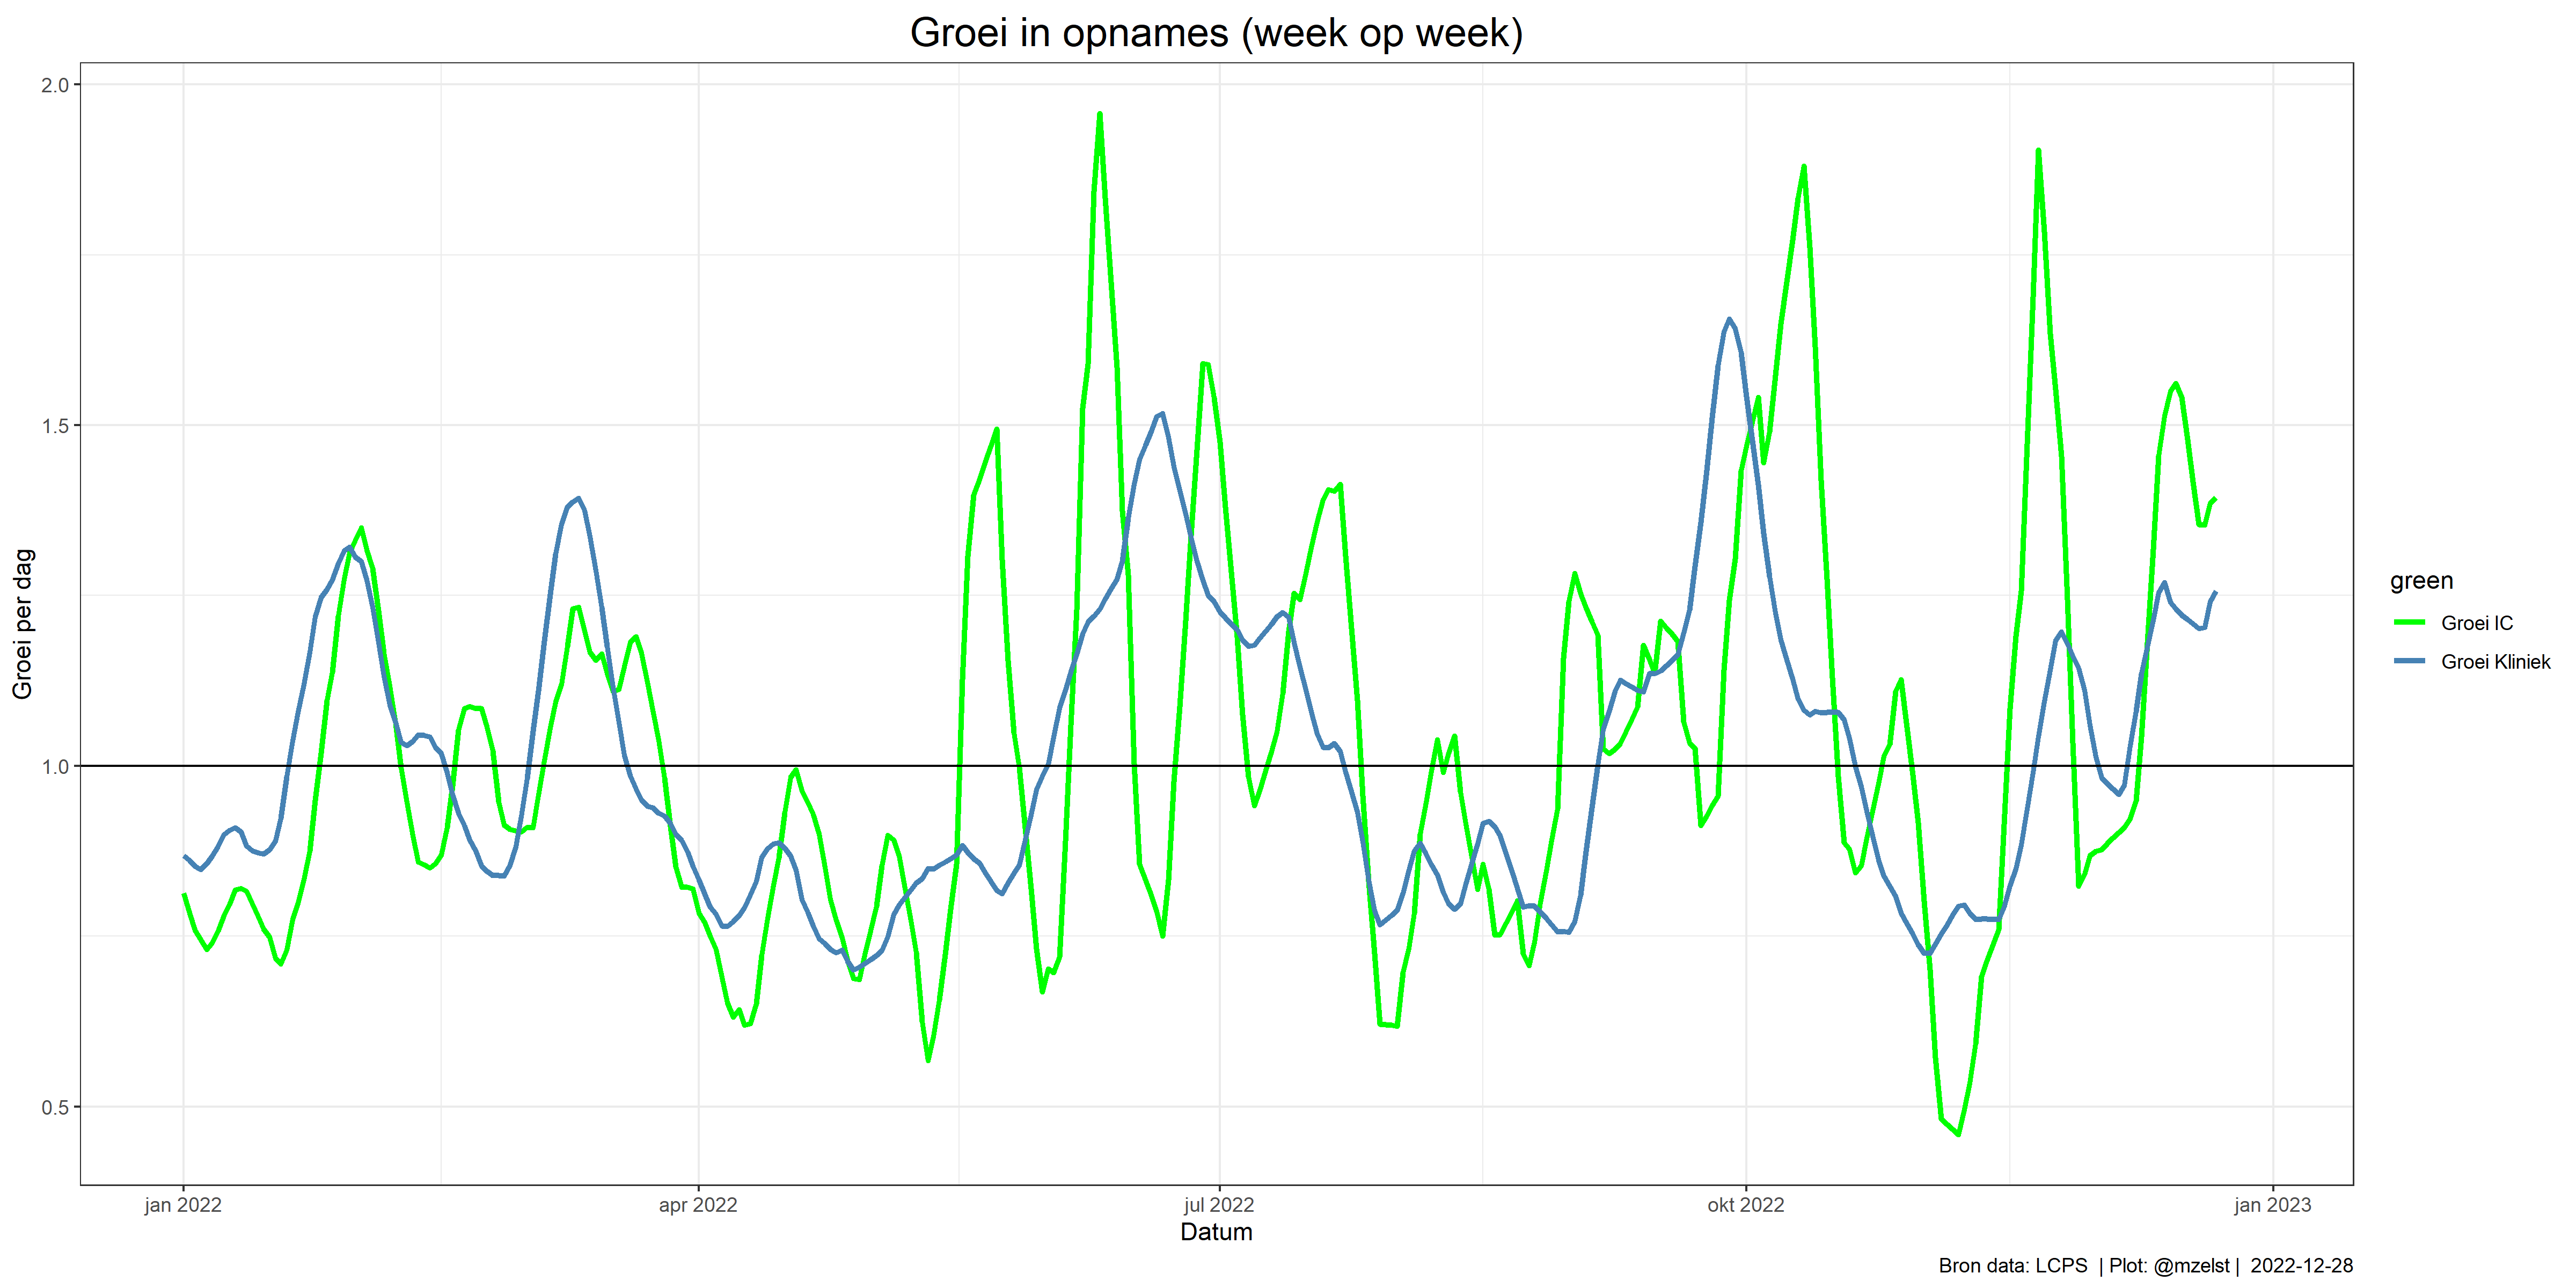 Groei in opnames (week op week)
2.0
1.5
1.0
0.5
Groei per dag
jan 2022
apr 2022
jul 2022
okt 2022
jan 2023
Datum
green
Groei IC
Groei Kliniek
Bron data: LCPS | Plot: @mzelst | 2022-12-28